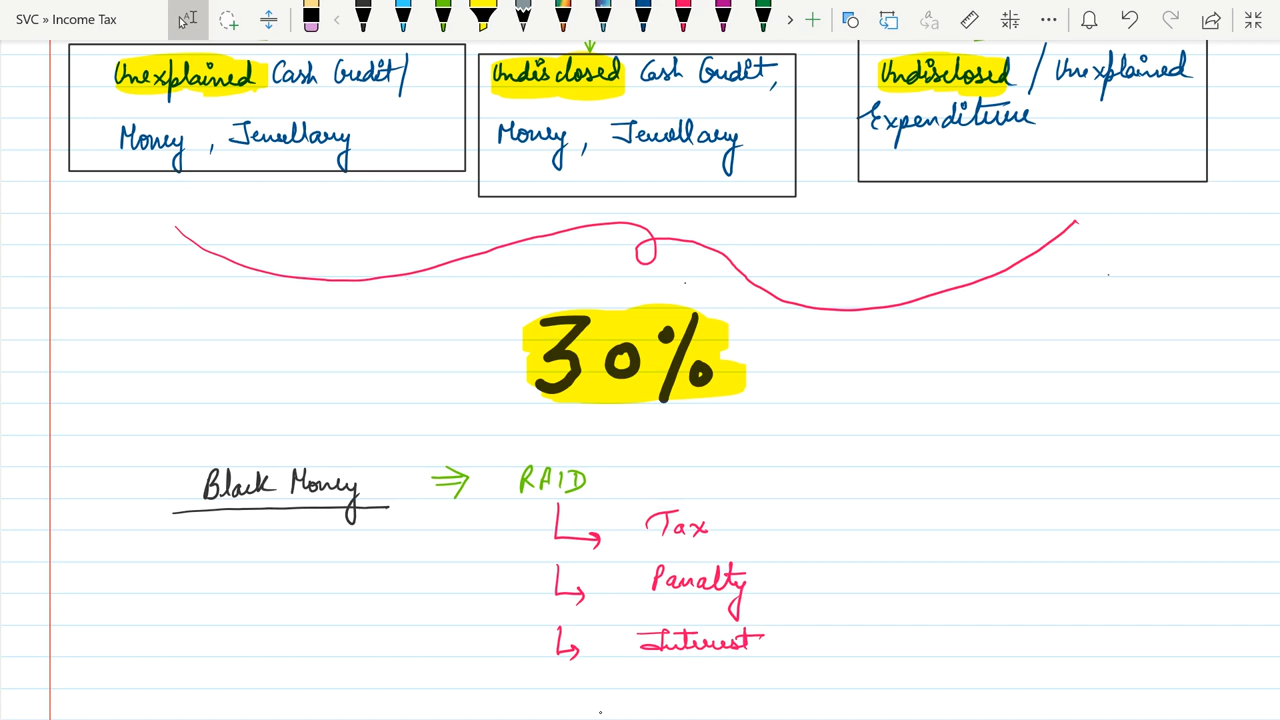 SVC » Income Tax
Unexplained Cash Credit/
Money, Jewellary
Undisclosed Cash Credit,
Money, Jewellary
Undisclosed / Unexplained
Expenditure
30%
Black Money ⇒ RAID
Tax
Panalty
Interest